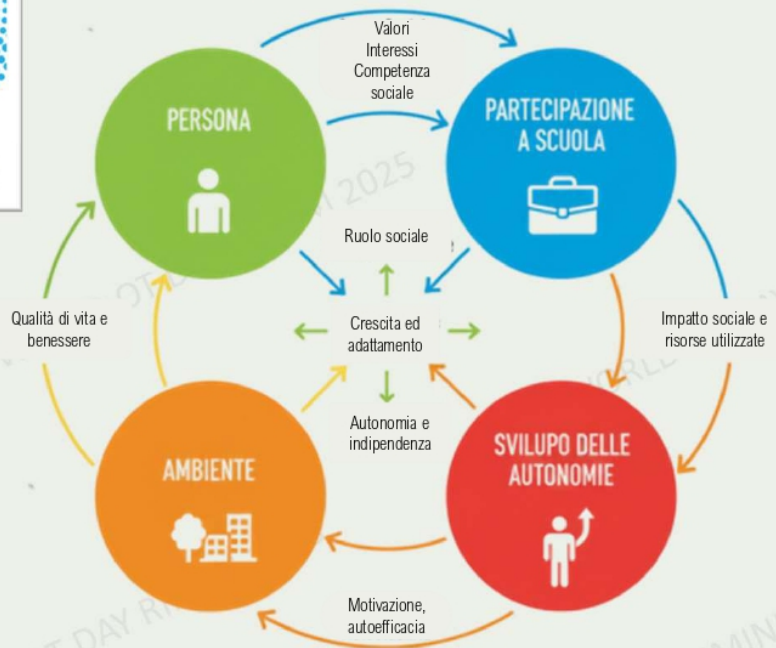 Valori
Interessi
Competenza
sociale
PERSONA
PARTECIPAZIONE
A SCUOLA
2025
Ruolo sociale
Qualità di vita e
benessere
Crescita ed
adattamento
Impatto sociale e
risorse utilizzate
Autonomia e
indipendenza
AMBIENTE
SVILUPO DELLE
AUTONOMIE
Motivazione,
autoefficacia